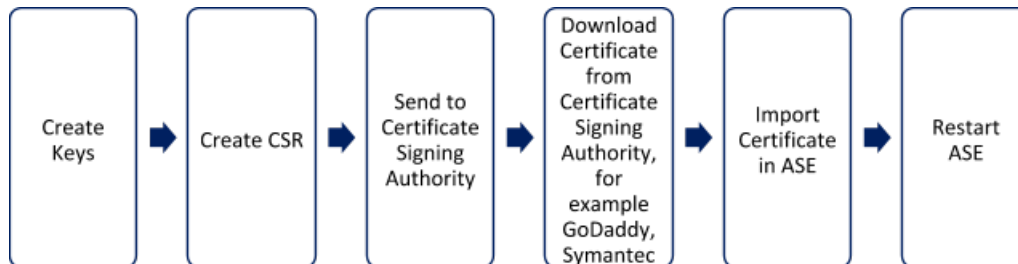 Create
Keys
Create CSR
Send to
Certificate
Signing
Authority
Download
Certificate
from
Certificate
Signing
Authority,
for
example
GoDaddy,
Symantec
Import
Certificate
in ASE
Restart
ASE